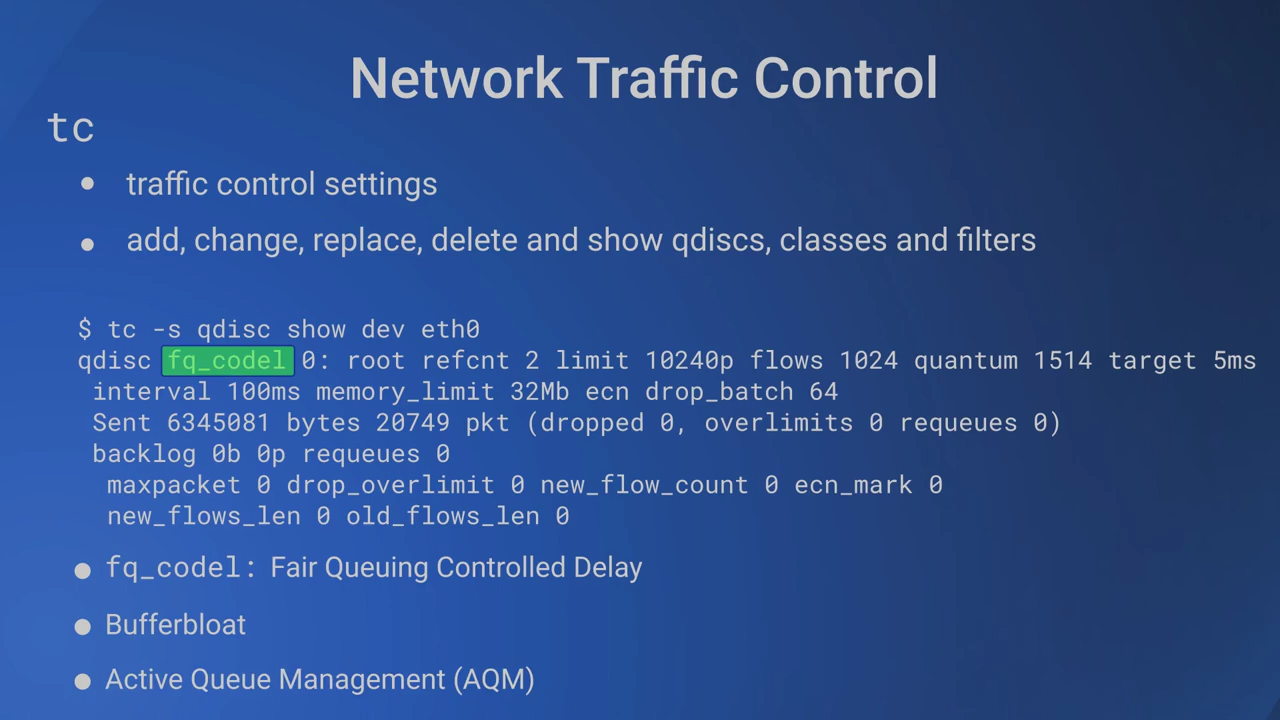 Network Traffic Control
tc
• traffic control settings
• add, change, replace, delete and show qdiscs, classes and filters
$ tc -s qdisc show dev eth0
qdisc fq_codel 0: root refcnt 2 limit 10240p flows 1024 quantum 1514 target 5ms
interval 100ms memory_limit 32Mb ecn drop_batch 64
Sent 6345081 bytes 20749 pkt (dropped 0, overlimits 0 requeues 0)
backlog 0b 0p requeues 0
maxpacket 0 drop_overlimit 0 new_flow_count 0 ecn_mark 0
new_flows_len 0 old_flows_len 0
• fq_codel: Fair Queuing Controlled Delay
• Bufferbloat
• Active Queue Management (AQM)